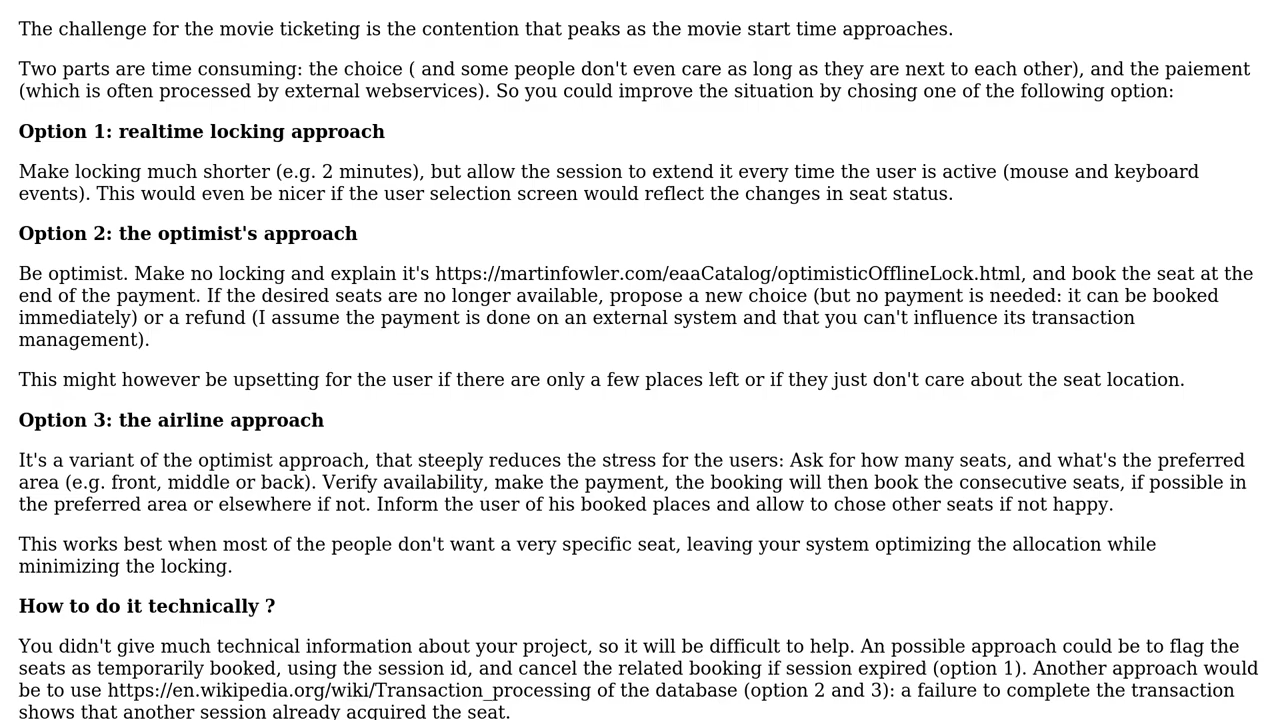 The challenge for the movie ticketing is the contention that peaks as the movie start time approaches.
Two parts are time consuming: the choice ( and some people don't even care as long as they are next to each other), and the paiement
(which is often processed by external webservices). So you could improve the situation by chosing one of the following option:
Option 1: realtime locking approach
Make locking much shorter (e.g. 2 minutes), but allow the session to extend it every time the user is active (mouse and keyboard
events). This would even be nicer if the user selection screen would reflect the changes in seat status.
Option 2: the optimist's approach
Be optimist. Make no locking and explain it's https://martinfowler.com/eaaCatalog/optimisticOfflineLock.html, and book the seat at the
end of the payment. If the desired seats are no longer available, propose a new choice (but no payment is needed: it can be booked
immediately) or a refund (I assume the payment is done on an external system and that you can't influence its transaction
management).
This might however be upsetting for the user if there are only a few places left or if they just don't care about the seat location.
Option 3: the airline approach
It's a variant of the optimist approach, that steeply reduces the stress for the users: Ask for how many seats, and what's the preferred
area (e.g. front, middle or back). Verify availability, make the payment, the booking will then book the consecutive seats, if possible in
the preferred area or elsewhere if not. Inform the user of his booked places and allow to chose other seats if not happy.
This works best when most of the people don't want a very specific seat, leaving your system optimizing the allocation while
minimizing the locking.
How to do it technically ?
You didn't give much technical information about your project, so it will be difficult to help. An possible approach could be to flag the
seats as temporarily booked, using the session id, and cancel the related booking if session expired (option 1). Another approach would
be to use https://en.wikipedia.org/wiki/Transaction_processing of the database (option 2 and 3): a failure to complete the transaction
shows that another session already acquired the seat.